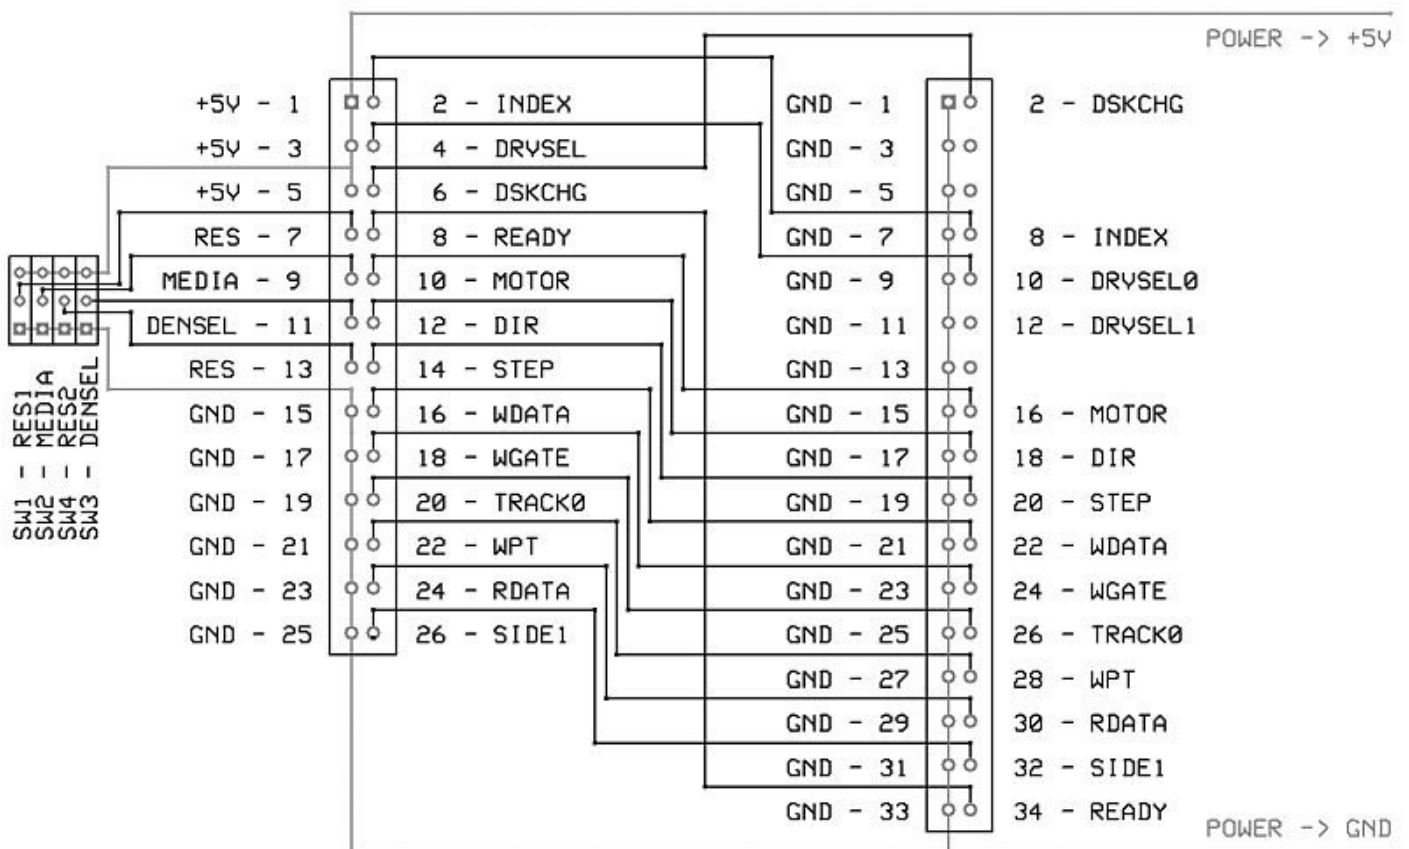 POWER -> +5V
+5V - 1 2 - INDEX GND - 1 2 - DSKCHG
+5V - 3 4 - DRVSEL GND - 3
+5V - 5 6 - DSKCHG GND - 5
RES - 7 8 - READY GND - 7 8 - INDEX
MEDIA - 9 10 - MOTOR GND - 9 10 - DRVSEL0
DENSEL - 11 12 - DIR GND - 11 12 - DRVSEL1
RES - 13 14 - STEP GND - 13
GND - 15 16 - WDATA GND - 15 16 - MOTOR
GND - 17 18 - WGATE GND - 17 18 - DIR
GND - 19 20 - TRACK0 GND - 19 20 - STEP
GND - 21 22 - WPT GND - 21 22 - WDATA
GND - 23 24 - RDATA GND - 23 24 - WGATE
GND - 25 26 - SIDE1 GND - 25 26 - TRACK0
GND - 27 28 - WPT
GND - 29 30 - RDATA
GND - 31 32 - SIDE1
GND - 33 34 - READY
POWER -> GND
SW1 - RES1
SW2 - MEDIA
SW4 - RES2
SW3 - DENSEL